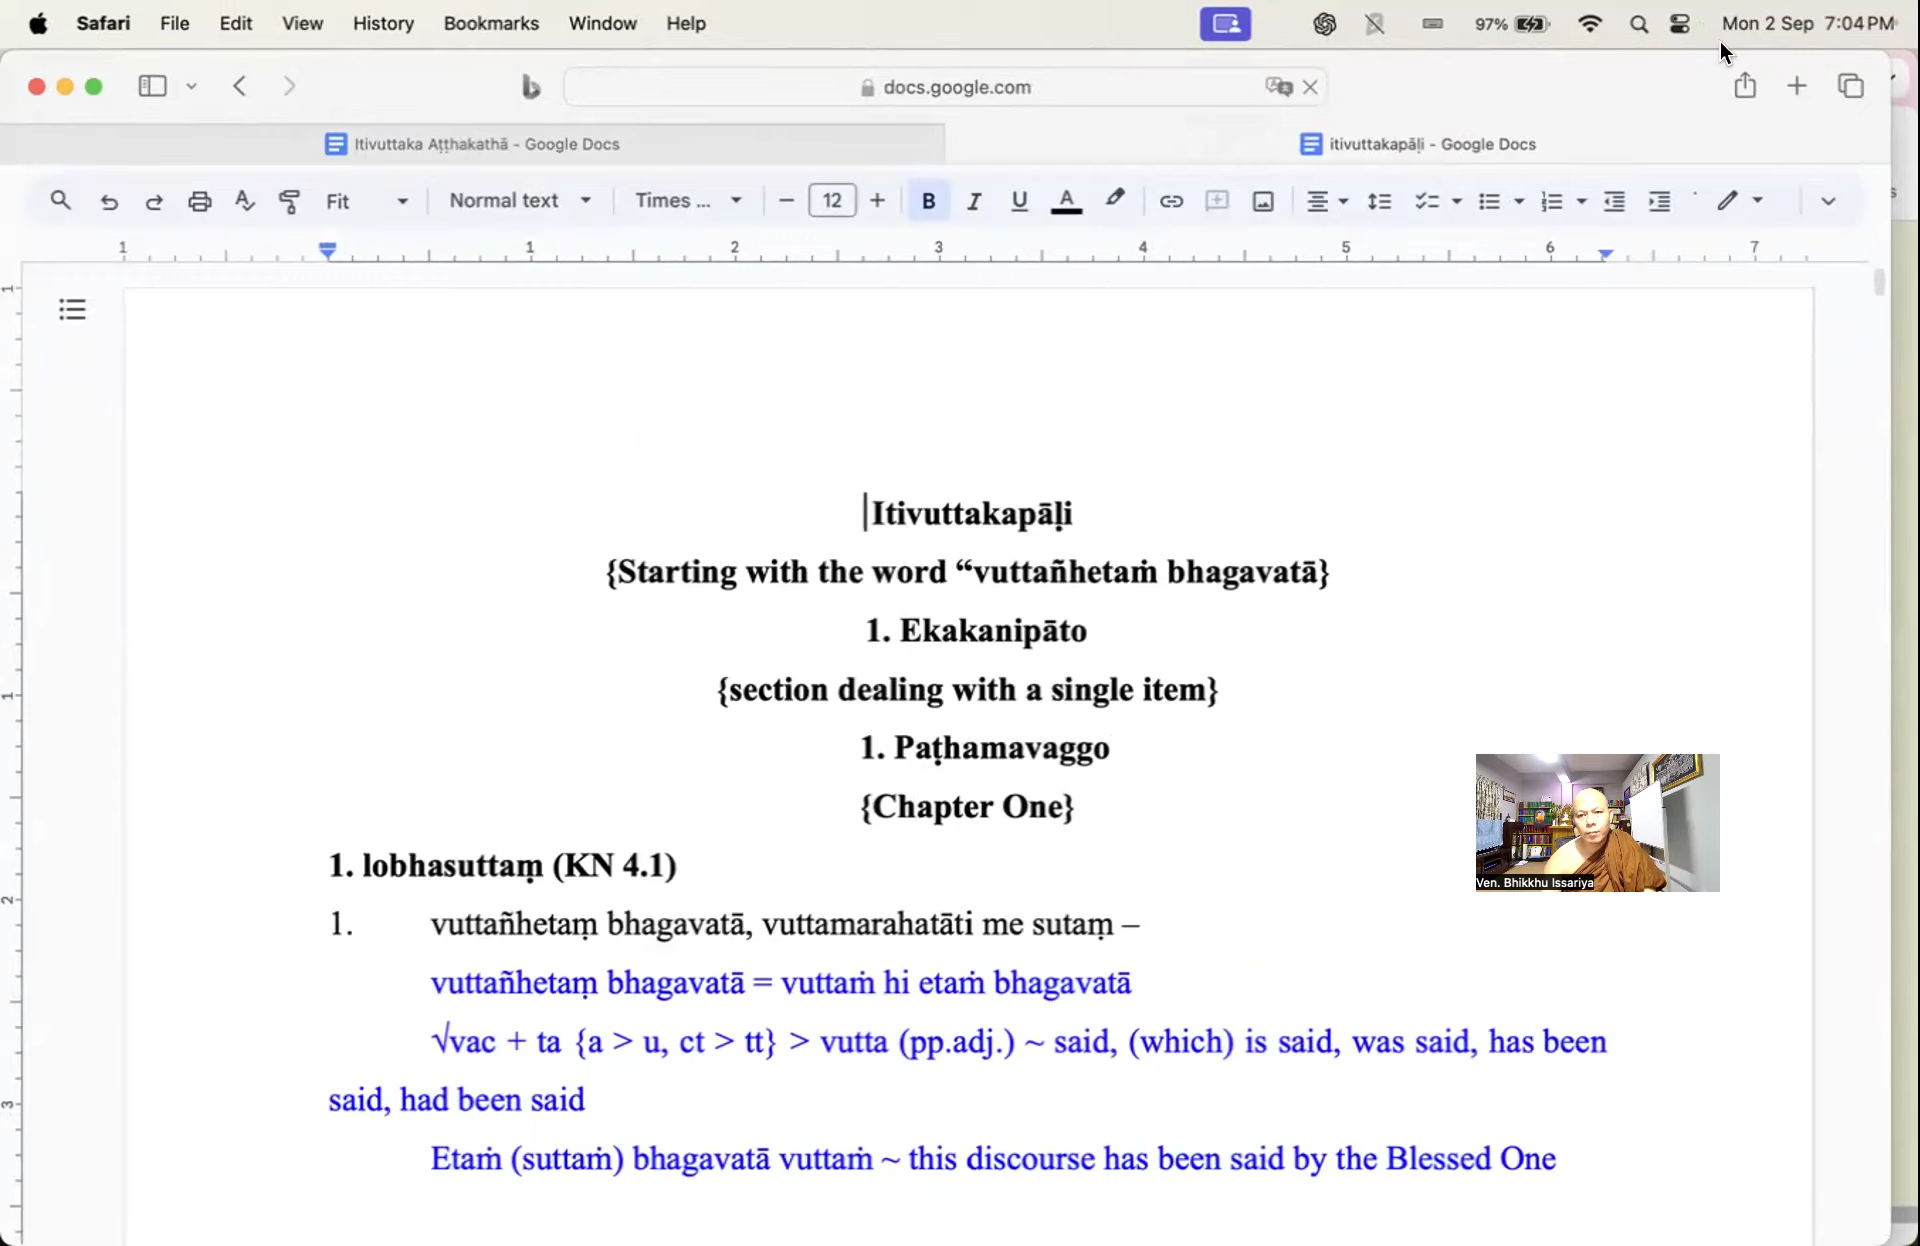 Safari File Edit View History Bookmarks Window Help 97% Mon 2 Sep 7:04 PM
docs.google.com
Itivuttaka Aṭṭhakathā - Google Docs itivuttakapāḷi - Google Docs
Fit Normal text Times ... 12 B I U A
1 1 2 3 4 5 6 7
Itivuttakapāḷi
{Starting with the word “vuttañhetaṁ bhagavatā}
1. Ekakanipāto
{section dealing with a single item}
1. Paṭhamavaggo
{Chapter One}
1. lobhasuttaṃ (KN 4.1)
1. vuttañhetaṃ bhagavatā, vuttamarahatāti me sutaṃ –
vuttañhetaṃ bhagavatā = vuttaṁ hi etaṁ bhagavatā
√vac + ta {a > u, ct > tt} > vutta (pp.adj.) ~ said, (which) is said, was said, has been
said, had been said
Etaṁ (suttaṁ) bhagavatā vuttaṁ ~ this discourse has been said by the Blessed One
Ven. Bhikkhu Issariya